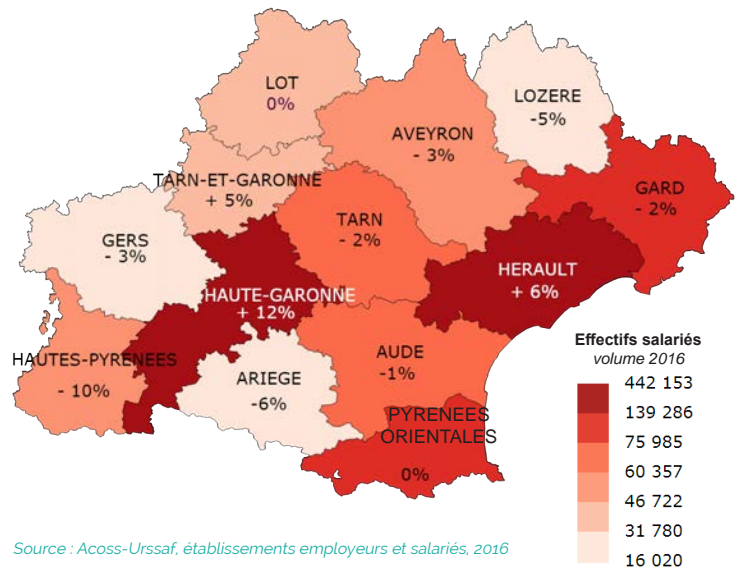 LOT
0%
LOZERE
-5%
AVEYRON
- 3%
TARN-ET-GARONNE
+ 5%
GARD
- 2%
TARN
- 2%
GERS
- 3%
HERAULT
+ 6%
HAUTE-GARONNE
+ 12%
HAUTES-PYRENEES
- 10%
ARIEGE
-6%
AUDE
-1%
PYRENEES
ORIENTALES
0%
Effectifs salariés
volume 2016
442 153
139 286
75 985
60 357
46 722
31 780
16 020
Source : Acoss-Urssaf, établissements employeurs et salariés, 2016